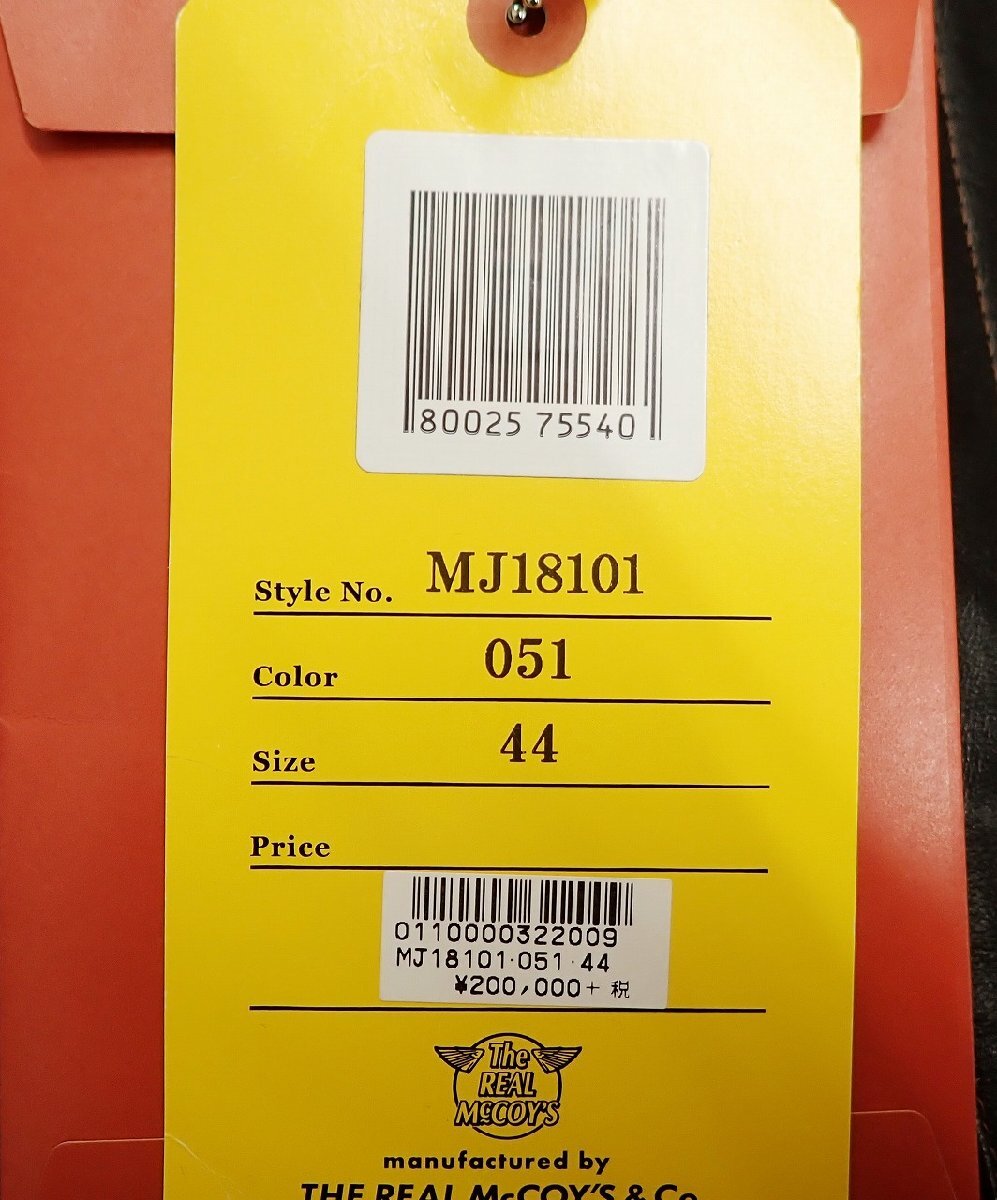 80025 75540
Style No. MJ18101
Color 051
Size 44
Price
0110000322009
MJ18101·051·44
¥200,000+税
The
REAL
McCOY'S
manufactured by
THE REAL McCOY'S & Co